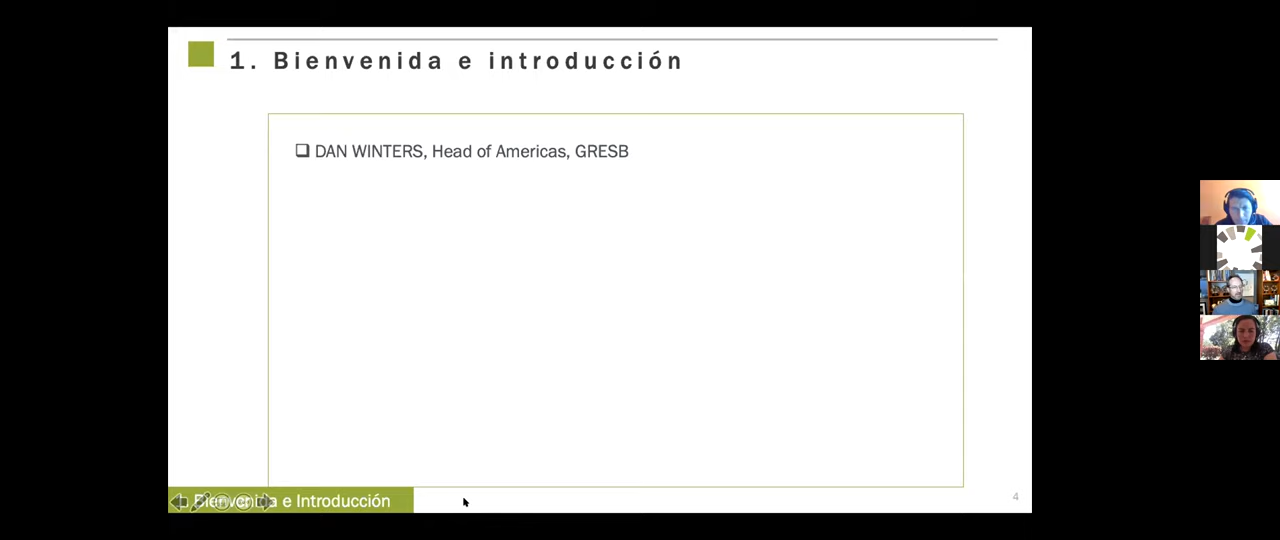 1. Bienvenida e introducción
DAN WINTERS, Head of Americas, GRESB
Bienvenida e Introducción
4